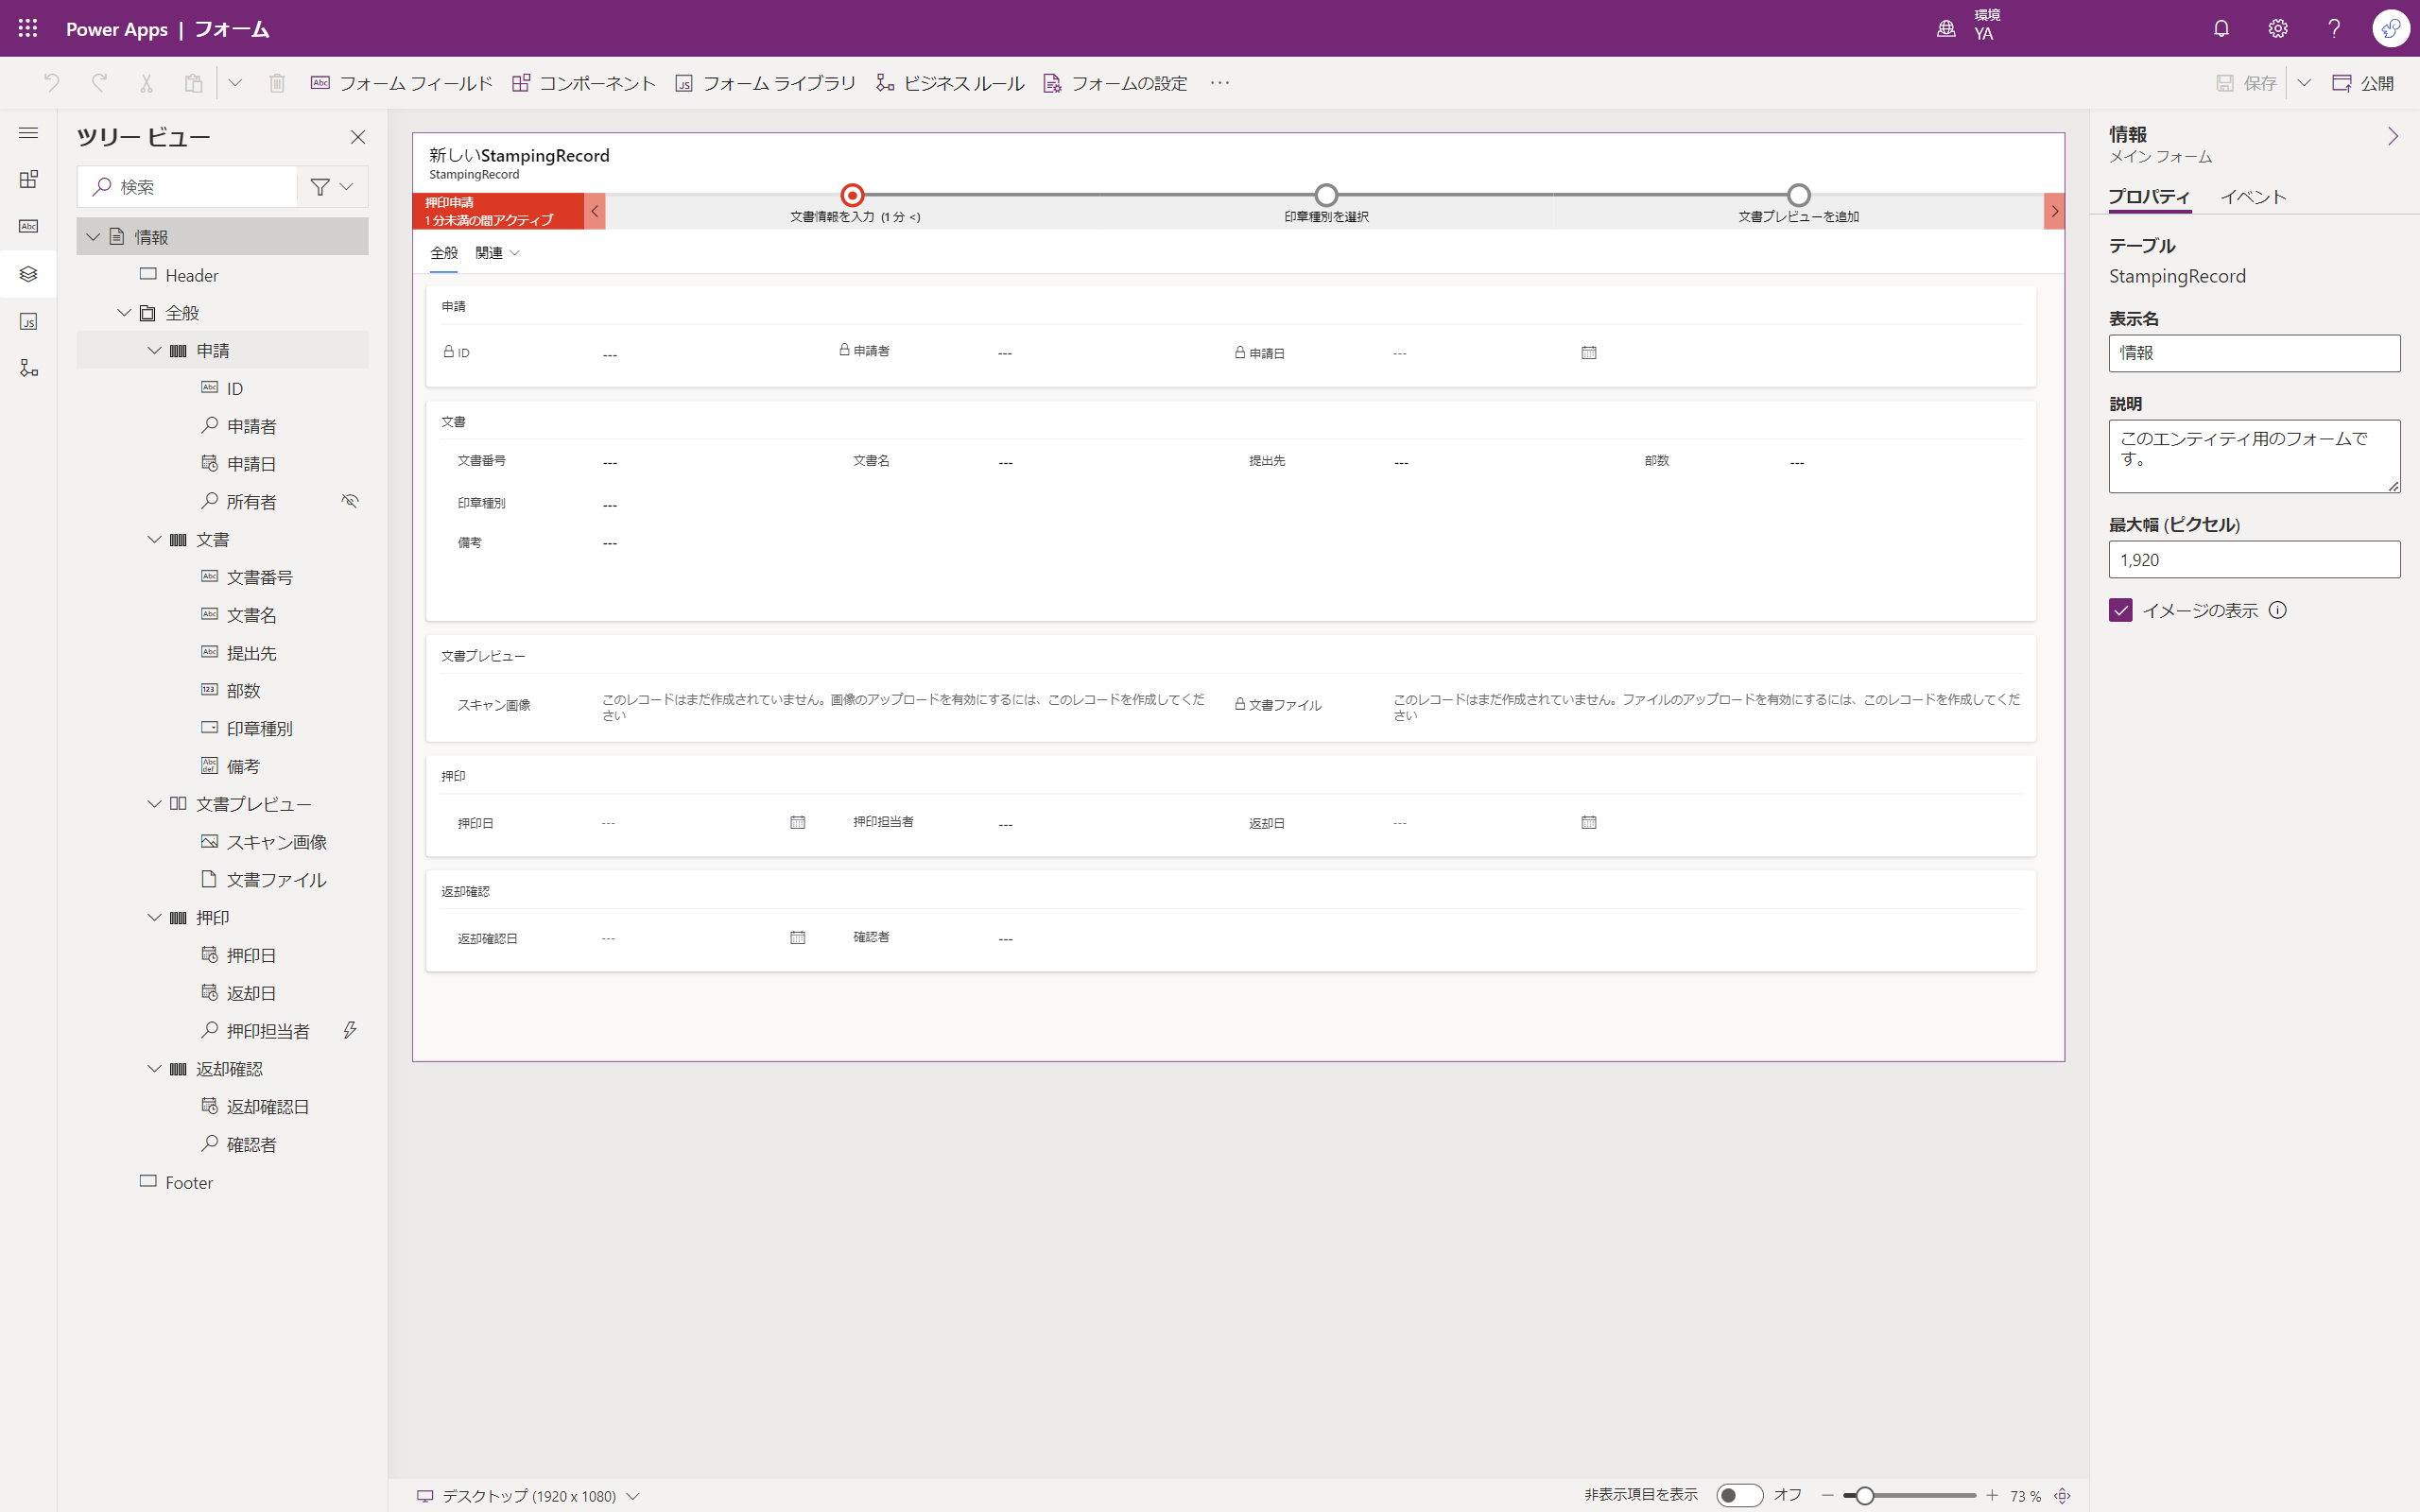 Power Apps | フォーム
環境
YA
フォーム フィールド
コンポーネント
フォーム ライブラリ
ビジネス ルール
フォームの設定
保存
公開
ツリー ビュー
検索
情報
Header
全般
申請
ID
申請者
申請日
所有者
文書
文書番号
文書名
提出先
部数
印章種別
備考
文書プレビュー
スキャン画像
文書ファイル
押印
押印日
返却日
押印担当者
返却確認
返却確認日
確認者
Footer
新しいStampingRecord
StampingRecord
押印申請
1 分未満の間アクティブ
文書情報を入力 (1 分 <)
印章種別を選択
文書プレビューを追加
全般 関連
申請
ID --- 申請者 --- 申請日 ---
文書
文書番号 --- 文書名 --- 提出先 --- 部数 ---
印章種別 ---
備考 ---
文書プレビュー
スキャン画像
このレコードはまだ作成されていません。画像のアップロードを有効にするには、このレコードを作成してくだ
さい
文書ファイル
このレコードはまだ作成されていません。ファイルのアップロードを有効にするには、このレコードを作成してくだ
さい
押印
押印日 --- 押印担当者 --- 返却日 ---
返却確認
返却確認日 --- 確認者 ---
デスクトップ (1920 x 1080)
非表示項目を表示 オフ 73 %
情報
メイン フォーム
プロパティ イベント
テーブル
StampingRecord
表示名
情報
説明
このエンティティ用のフォームで
す。
最大幅 (ピクセル)
1,920
イメージの表示